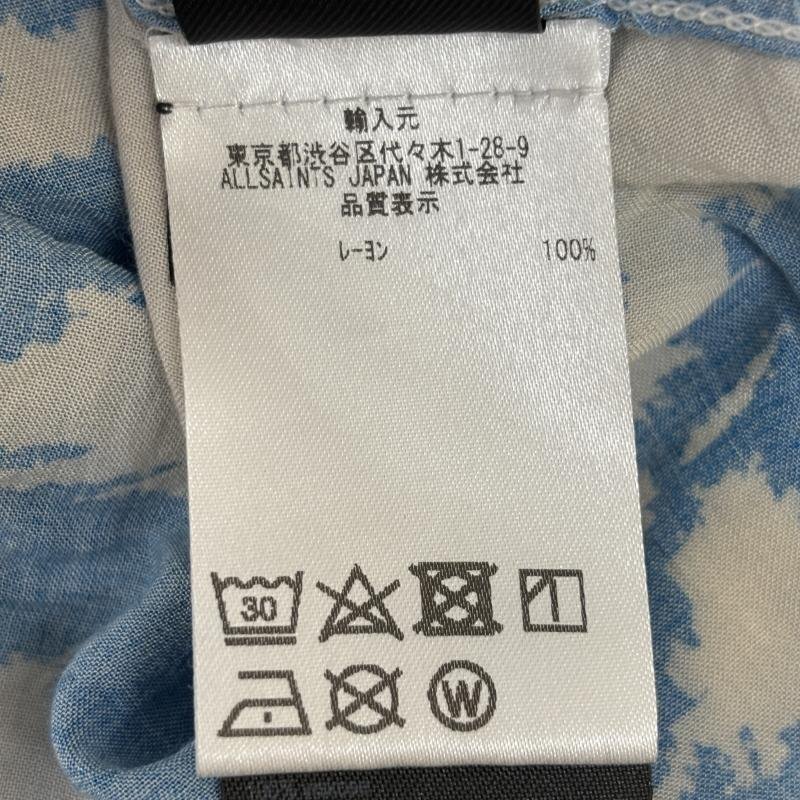 輸入元
東京都渋谷区代々木1-28-9
ALLSAINTS JAPAN 株式会社
品質表示
レーヨン 100%
30
W